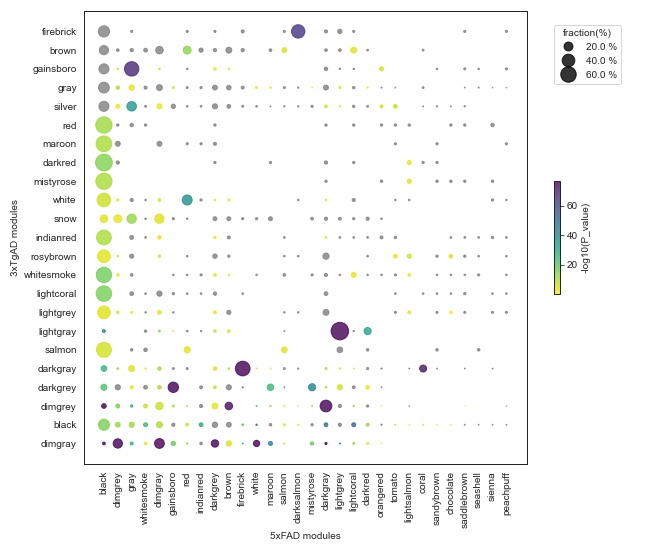 fraction(%)
20.0 %
40.0 %
60.0 %
firebrick
brown
gainsboro
gray
silver
red
maroon
darkred
mistyrose
white
snow
indianred
rosybrown
whitesmoke
lightcoral
lightgrey
lightgray
salmon
darkgray
darkgrey
dimgrey
black
dimgray
3xTgAD modules
60
40
20
-log10(P_value)
black
dimgrey
gray
whitesmoke
dimgray
gainsboro
red
indianred
darkgrey
brown
firebrick
white
maroon
salmon
darksalmon
mistyrose
darkgray
lightgrey
lightcoral
darkred
orangered
tomato
lightsalmon
coral
sandybrown
chocolate
saddlebrown
seashell
sienna
peachpuff
5xFAD modules